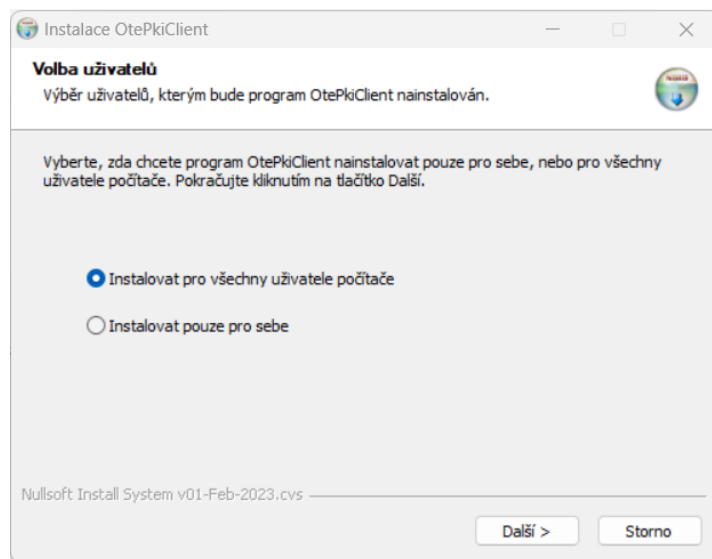 Instalace OtePkiClient
Volba uživatelů
Výběr uživatelů, kterým bude program OtePkiClient nainstalován.
Vyberte, zda chcete program OtePkiClient nainstalovat pouze pro sebe, nebo pro všechny
uživatele počítače. Pokračujte kliknutím na tlačítko Další.
Instalovat pro všechny uživatele počítače
Instalovat pouze pro sebe
Nullsoft Install System v01-Feb-2023.cvs
Další >
Storno